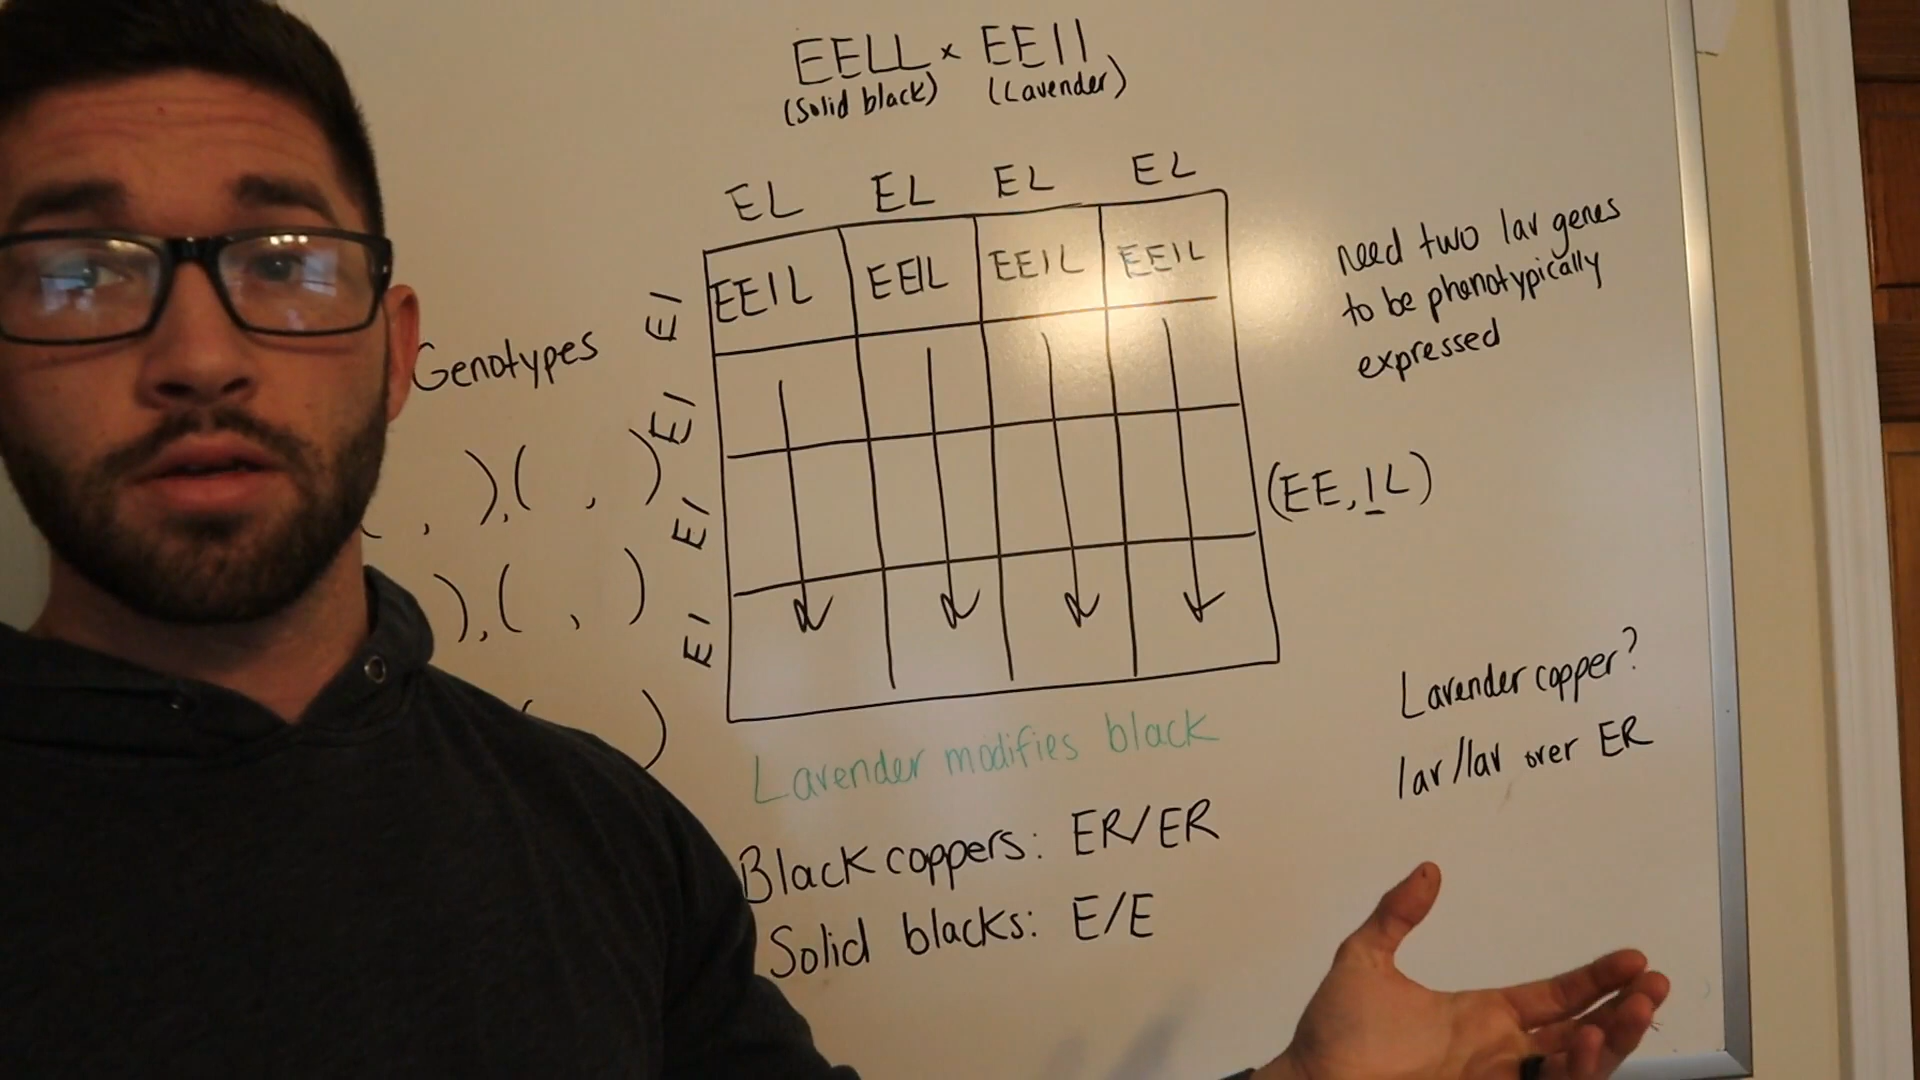 EELL x EEll
(Solid black) (Lavender)
EL EL EL EL
El EElL EElL EElL EElL
El
El
El
Genotypes
( , ),( , )
),( , )
)
need two lav genes
to be phenotypically
expressed
(EE, lL)
Lavender copper?
lav/lav over ER
Lavender modifies black
Black coppers: ER/ER
Solid blacks: E/E